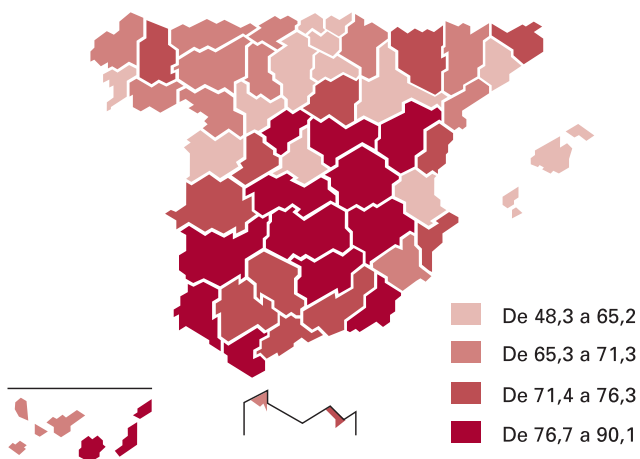 De 48,3 a 65,2
De 65,3 a 71,3
De 71,4 a 76,3
De 76,7 a 90,1